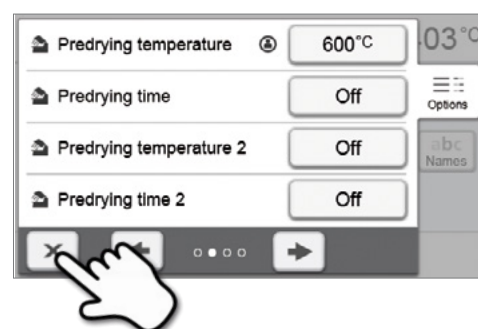 Predrying temperature 600°C
Predrying time Off
Predrying temperature 2 Off
Predrying time 2 Off
03°C
Options
abc
Names